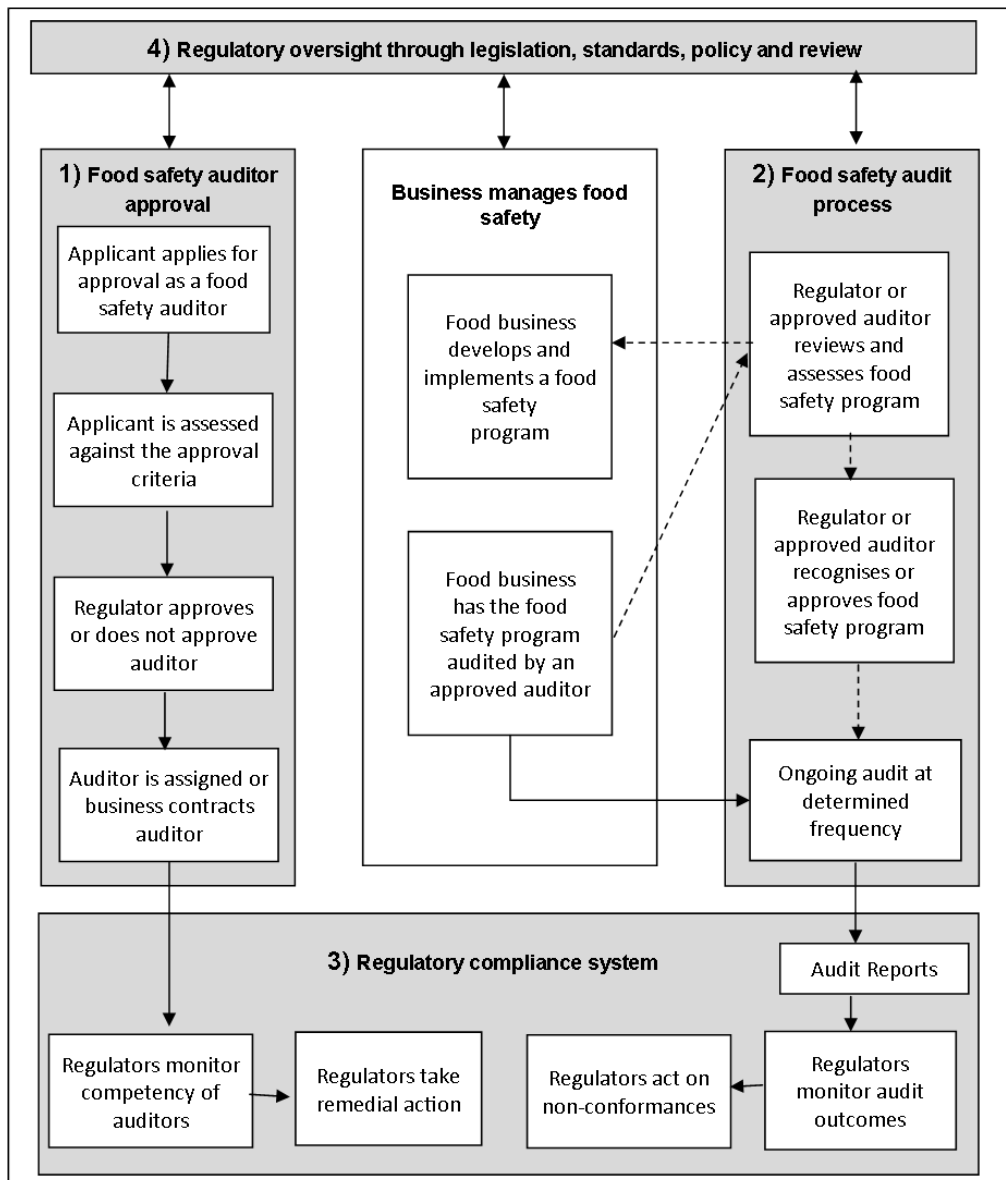 4) Regulatory oversight through legislation, standards, policy and review
1) Food safety auditor
approval
Applicant applies for
approval as a food
safety auditor
Applicant is assessed
against the approval
criteria
Regulator approves
or does not approve
auditor
Auditor is assigned or
business contracts
auditor
Business manages food
safety
Food business
develops and
implements a food
safety
program
Food business
has the food
safety program
audited by an
approved auditor
2) Food safety audit
process
Regulator or
approved auditor
reviews and
assesses food
safety program
Regulator or
approved auditor
recognises or
approves food
safety program
Ongoing audit at
determined
frequency
3) Regulatory compliance system
Audit Reports
Regulators monitor
competency of
auditors
Regulators take
remedial action
Regulators act on
non-conformances
Regulators
monitor audit
outcomes